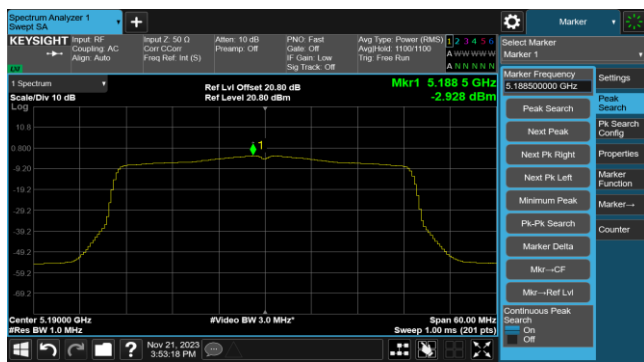 Spectrum Analyzer 1
Swept SA
+
Marker
KEYSIGHT
Input: RF
Coupling: AC
Align: Auto
Input Z: 50 Ω
Corr CCorr
Freq Ref: Int (S)
Atten: 10 dB
Preamp: Off
PNO: Fast
Gate: Off
IF Gain: Low
Sig Track: Off
Avg Type: Power (RMS)
Avg|Hold: 1100/1100
Trig: Free Run
1 2 3 4 5 6
A W W W W W
A N N N N N
Select Marker
Marker 1
1 Spectrum
Scale/Div 10 dB
Log
Ref Lvl Offset 20.80 dB
Ref Level 20.80 dBm
Mkr1 5.188 5 GHz
-2.928 dBm
10.8
0.800
-9.20
-19.2
-29.2
-39.2
-49.2
-59.2
-69.2
1
Center 5.19000 GHz
#Res BW 1.0 MHz
#Video BW 3.0 MHz*
Span 60.00 MHz
Sweep 1.00 ms (201 pts)
Marker Frequency
5.188500000 GHz
Peak Search
Next Peak
Next Pk Right
Next Pk Left
Minimum Peak
Pk-Pk Search
Marker Delta
Mkr→CF
Mkr→Ref Lvl
Continuous Peak
Search
On
Off
Settings
Peak
Search
Pk Search
Config
Properties
Marker
Function
Marker→
Counter
?
Nov 21, 2023
3:53:18 PM